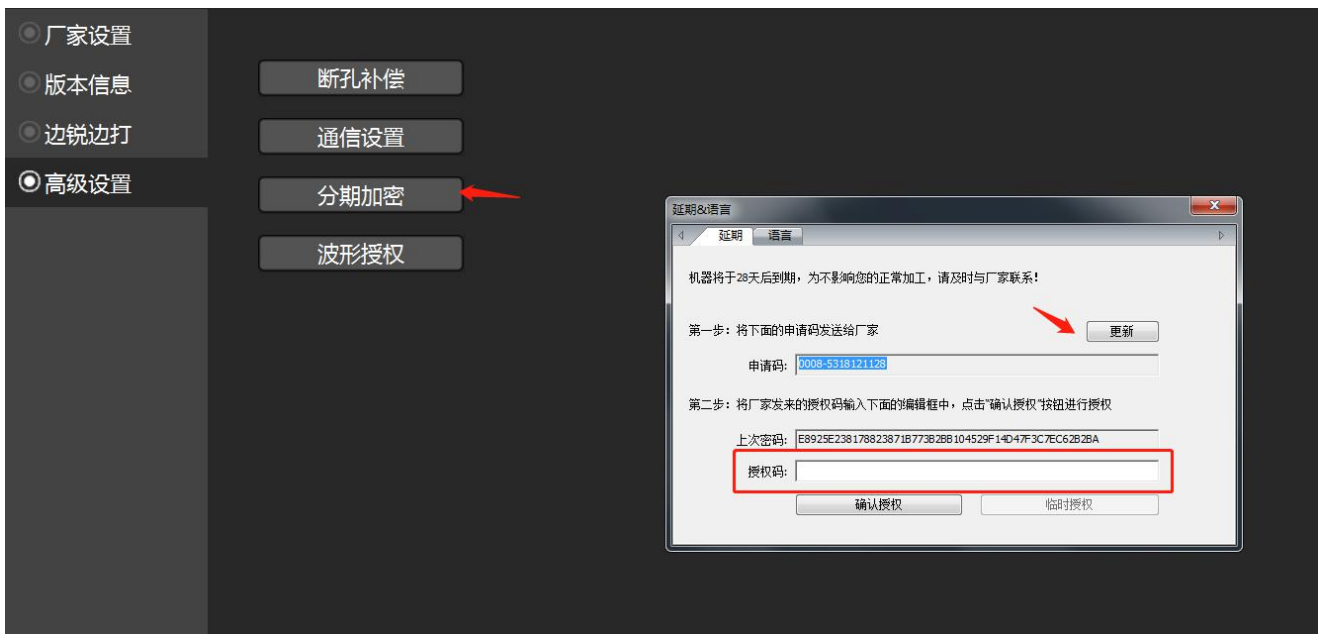 厂家设置
版本信息
边锐边打
高级设置
断孔补偿
通信设置
分期加密
波形授权
延期&语言
延期 语言
机器将于28天后到期，为不影响您的正常加工，请及时与厂家联系！
第一步：将下面的申请码发送给厂家 更新
申请码: 0008-5318121128
第二步：将厂家发来的授权码输入下面的编辑框中，点击"确认授权"按钮进行授权
上次密码: E8925E238178823871B773B2BB104529F14D47F3C7EC62B2BA
授权码:
确认授权 临时授权